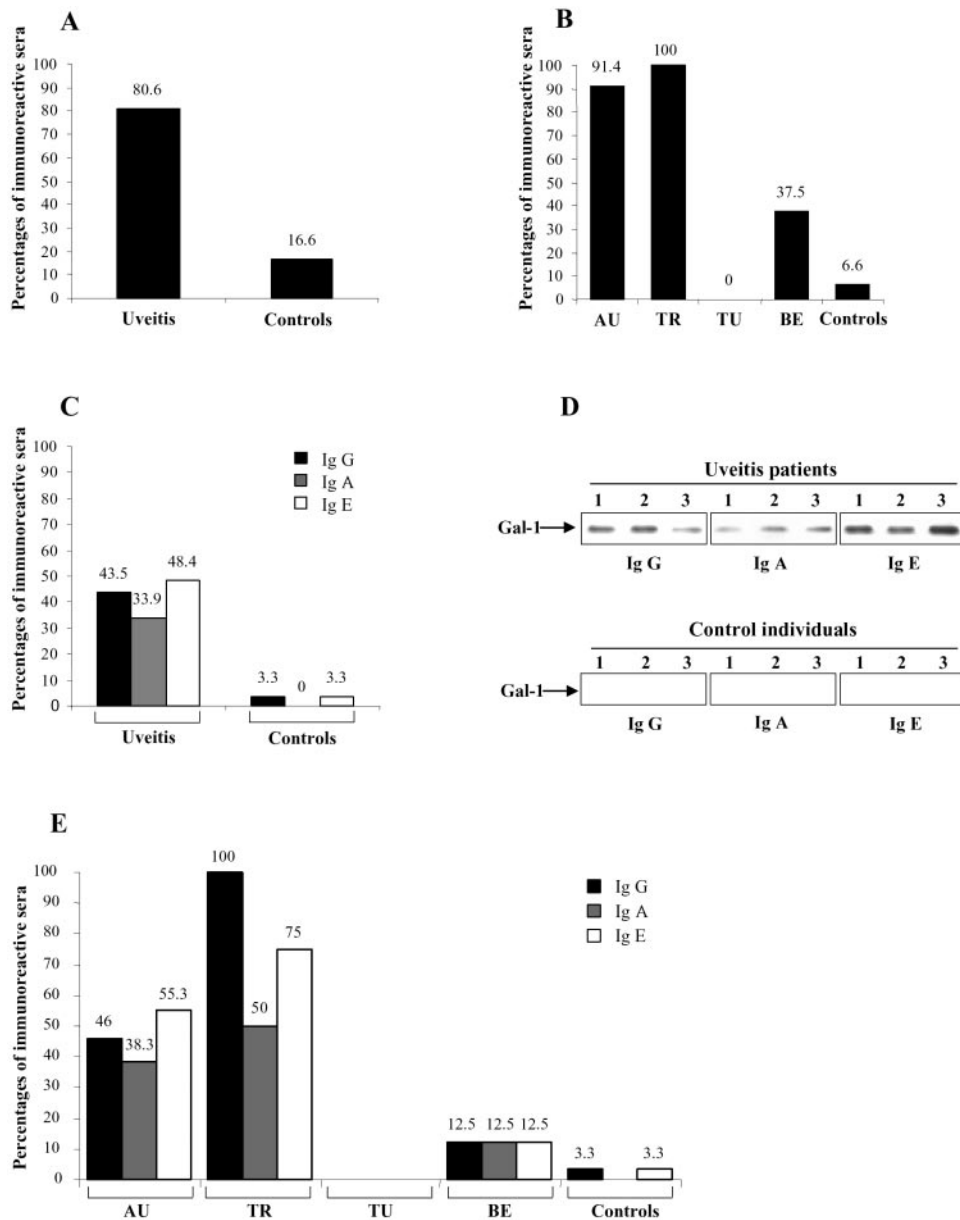 A
Percentages of immunoreactive sera
100
90
80
70
60
50
40
30
20
10
0
80.6
16.6
Uveitis Controls
B
Percentages of immunoreactive sera
100
90
80
70
60
50
40
30
20
10
0
91.4
100
0
37.5
6.6
AU TR TU BE Controls
C
Percentages of immunoreactive sera
100
90
80
70
60
50
40
30
20
10
0
Ig G
Ig A
Ig E
43.5
33.9
48.4
3.3
0
3.3
Uveitis Controls
D
Uveitis patients
1 2 3 1 2 3 1 2 3
Gal-1
Ig G Ig A Ig E
Control individuals
1 2 3 1 2 3 1 2 3
Gal-1
Ig G Ig A Ig E
E
Percentages of immunoreactive sera
100
90
80
70
60
50
40
30
20
10
0
46
38.3
55.3
100
50
75
12.5 12.5 12.5
3.3 3.3
Ig G
Ig A
Ig E
AU TR TU BE Controls